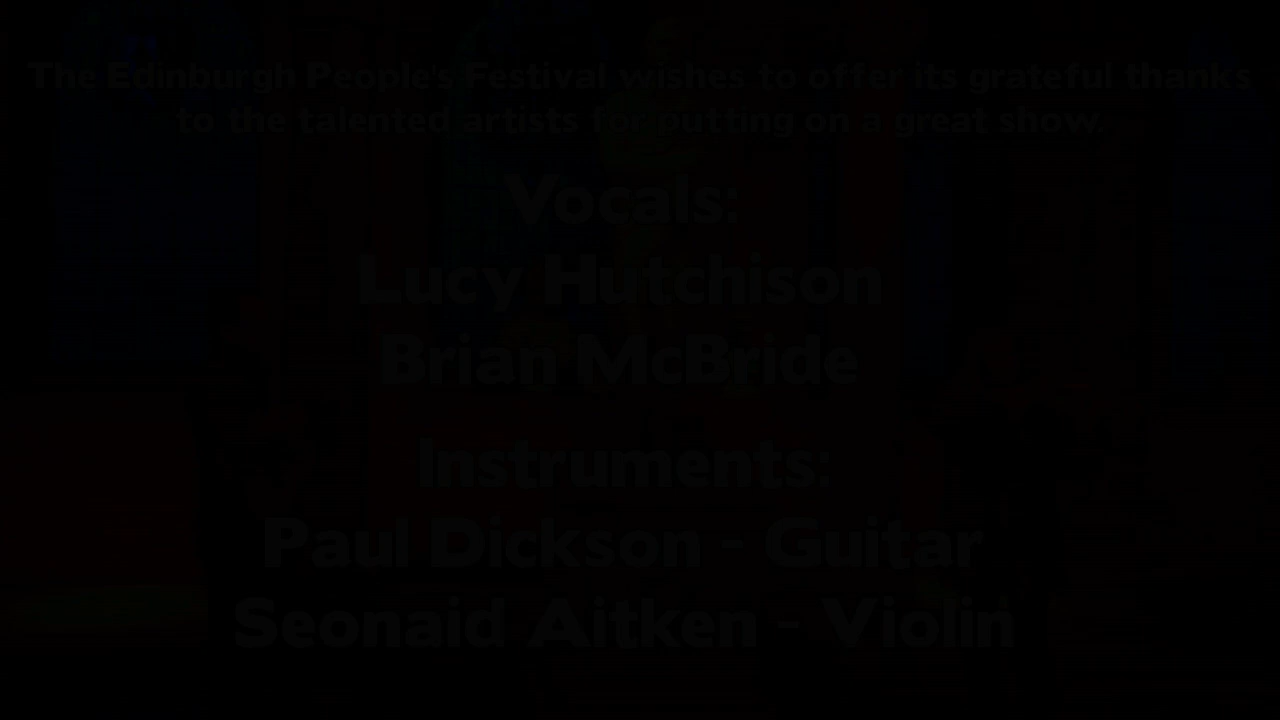 The Edinburgh People's Festival wishes to offer its grateful thanks
to the talented artists for putting on a great show.
Vocals:
Lucy Hutchison
Brian McBride
Instruments:
Paul Dickson - Guitar
Seonaid Aitken - Violin